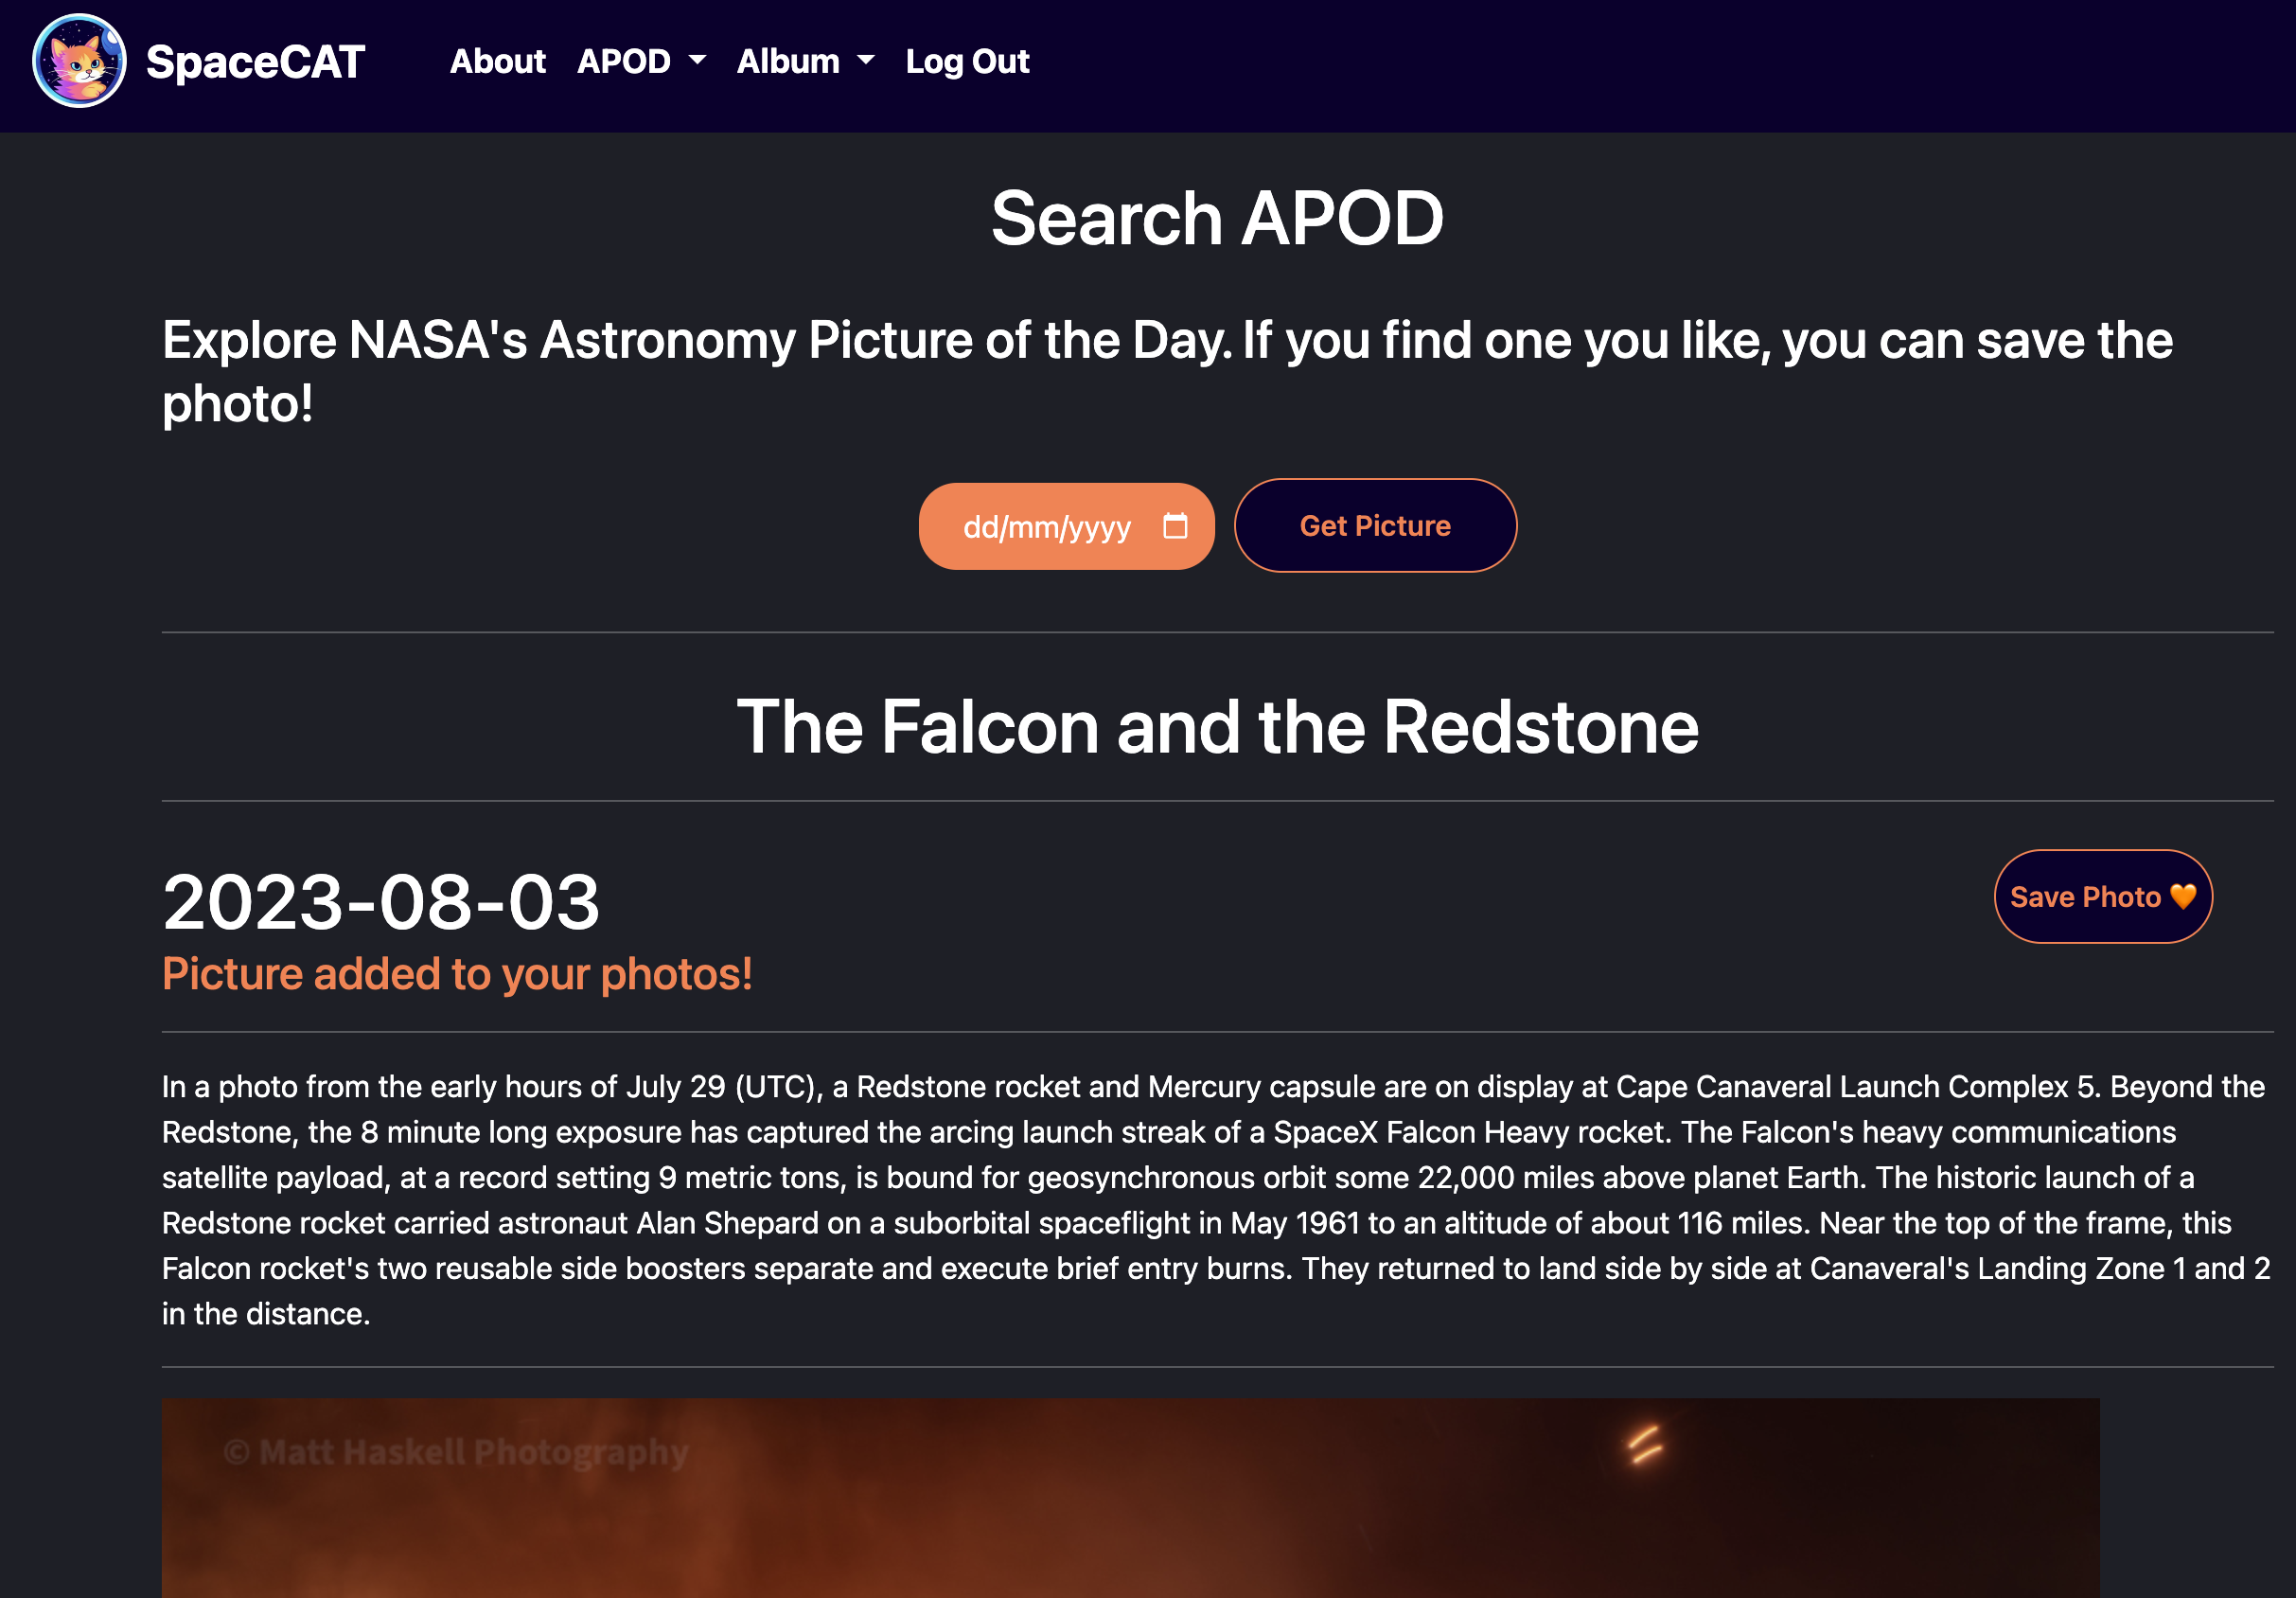 SpaceCAT About APOD Album Log Out
Search APOD
Explore NASA's Astronomy Picture of the Day. If you find one you like, you can save the
photo!
dd/mm/yyyy Get Picture
The Falcon and the Redstone
2023-08-03
Save Photo 🧡
Picture added to your photos!
In a photo from the early hours of July 29 (UTC), a Redstone rocket and Mercury capsule are on display at Cape Canaveral Launch Complex 5. Beyond the
Redstone, the 8 minute long exposure has captured the arcing launch streak of a SpaceX Falcon Heavy rocket. The Falcon's heavy communications
satellite payload, at a record setting 9 metric tons, is bound for geosynchronous orbit some 22,000 miles above planet Earth. The historic launch of a
Redstone rocket carried astronaut Alan Shepard on a suborbital spaceflight in May 1961 to an altitude of about 116 miles. Near the top of the frame, this
Falcon rocket's two reusable side boosters separate and execute brief entry burns. They returned to land side by side at Canaveral's Landing Zone 1 and 2
in the distance.
© Matt Haskell Photography